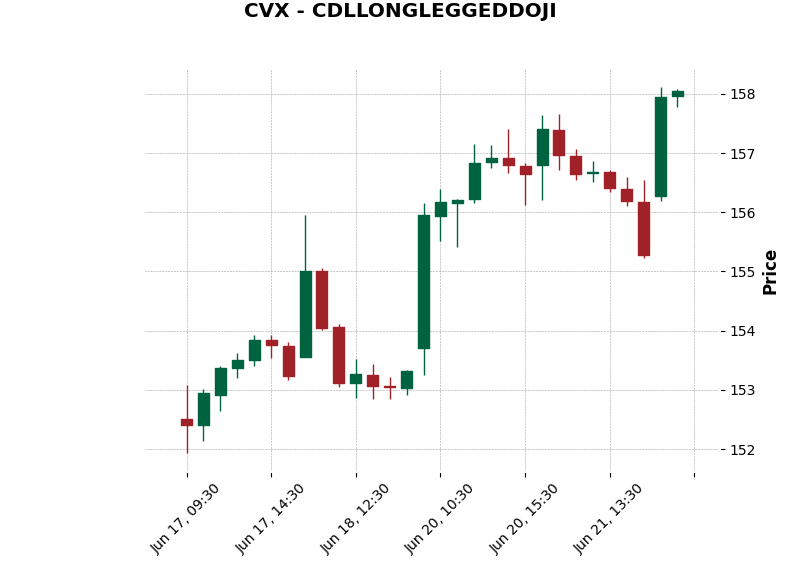 CVX - CDLLONGLEGGEDDOJI
158
157
156
155
154
153
152
Price
Jun 17, 09:30
Jun 17, 14:30
Jun 18, 12:30
Jun 20, 10:30
Jun 20, 15:30
Jun 21, 13:30